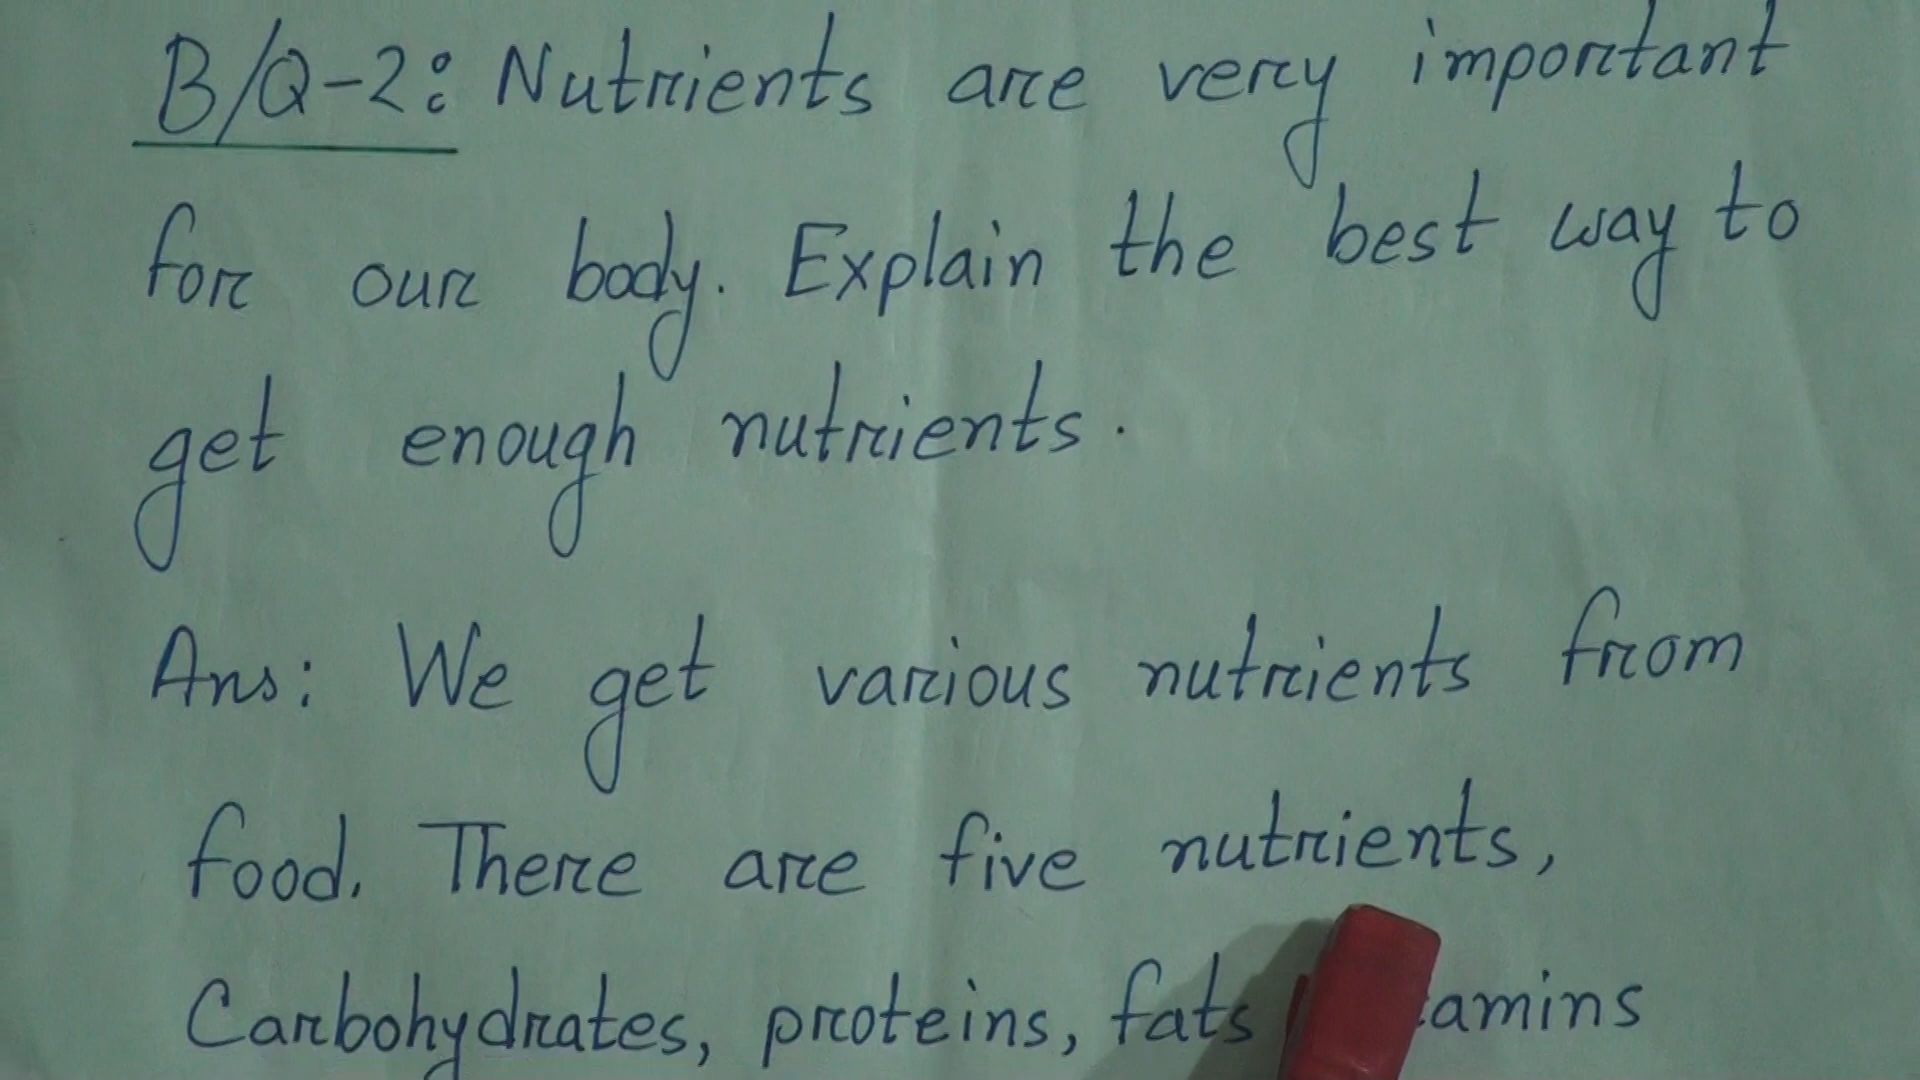 B/Q-2: Nutrients are very important
for our body. Explain the best way to
get enough nutrients.
Ans: We get various nutrients from
food. There are five nutrients,
Carbohydrates, proteins, fats